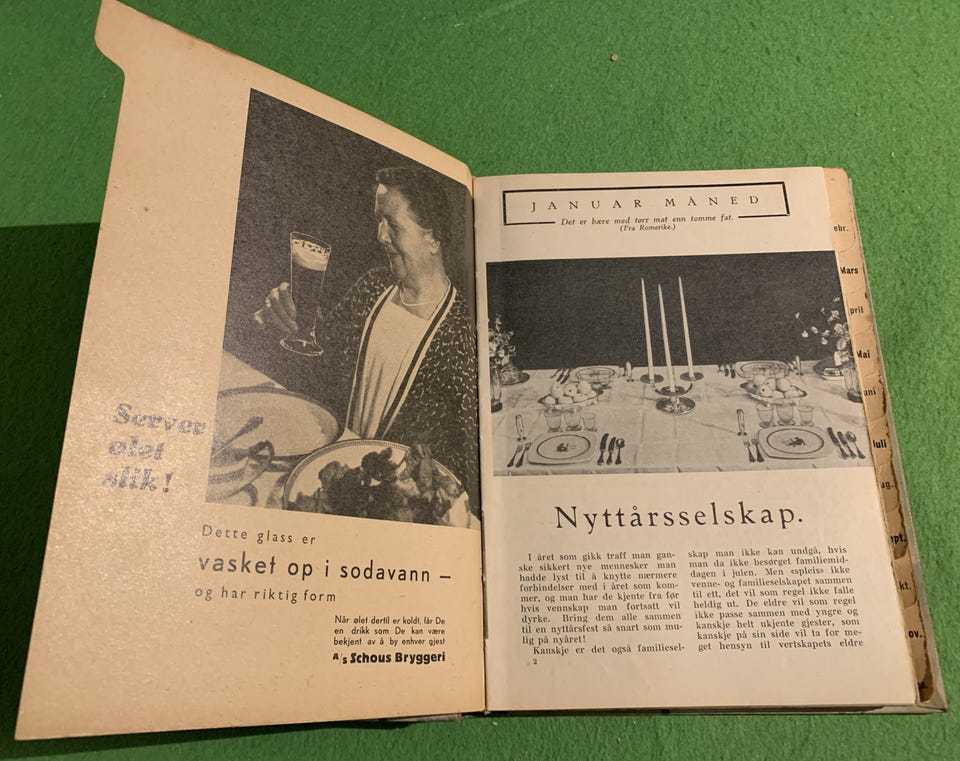 Server
ølet
slik!
Dette glass er
vasket op i sodavann –
og har riktig form
Når ølet dertil er koldt, får De
en drikk som De kan være
bekjent av å by enhver gjest
A/s Schous Bryggeri
JANUAR MÅNED
Det er bære med tørr mat enn tomme fat.
(Fra Romerike.)
Nyttårsselskap.
I året som gikk traff man gan-
ske sikkert nye mennesker man
hadde lyst til å knytte nærmere
forbindelser med i året som kom-
mer, og man har de kjente fra før
hvis vennskap man fortsatt vil
dyrke. Bring dem alle sammen
til en nyttårsfest så snart som mu-
lig på nyåret!
Kanskje er det også familiesel-
2
skap man ikke kan undgå, hvis
man da ikke besørget familiemid-
dagen i julen. Men «spleis» ikke
venne- og familieselskapet sammen
til ett, det vil som regel ikke falle
heldig ut. De eldre vil som regel
ikke passe sammen med yngre og
kanskje helt ukjente gjester, som
kanskje på sin side vil ta for me-
get hensyn til vertskapets eldre
ebr.
Mars
pril
Mai
uni
Juli
ug.
ept.
kt.
ov.